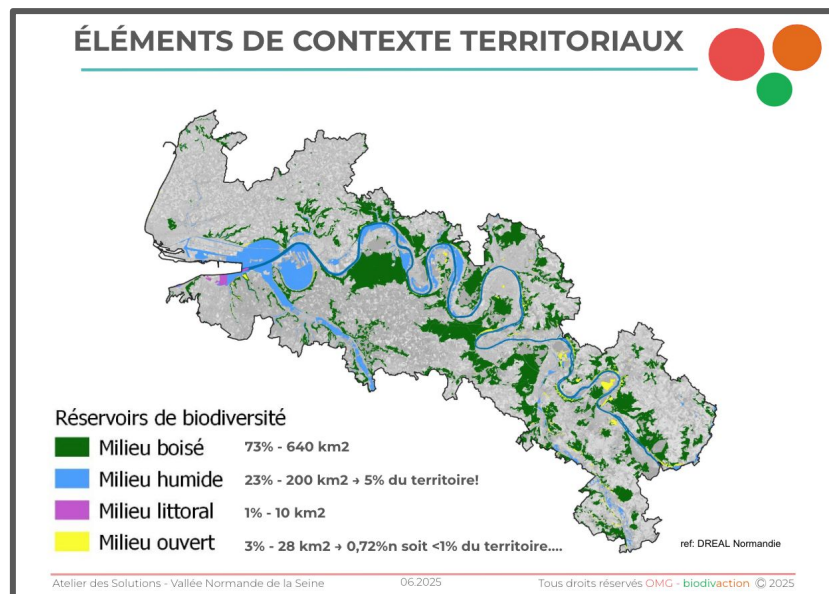 ÉLÉMENTS DE CONTEXTE TERRITORIAUX
Réservoirs de biodiversité
Milieu boisé 73% - 640 km2
Milieu humide 23% - 200 km2 → 5% du territoire!
Milieu littoral 1% - 10 km2
Milieu ouvert 3% - 28 km2 → 0,72%n soit <1% du territoire....
ref: DREAL Normandie
Atelier des Solutions - Vallée Normande de la Seine 06.2025 Tous droits réservés OMG - biodivaction © 2025